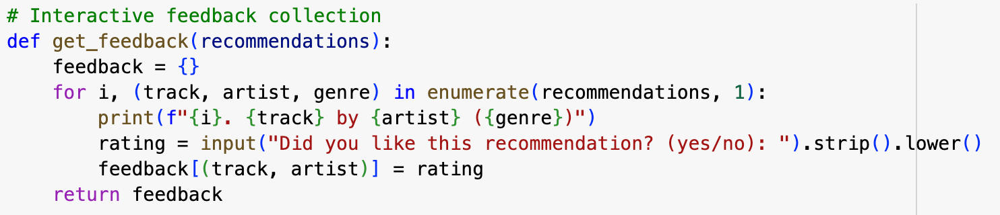 # Interactive feedback collection
def get_feedback(recommendations):
    feedback = {}
    for i, (track, artist, genre) in enumerate(recommendations, 1):
        print(f"{i}. {track} by {artist} ({genre})")
        rating = input("Did you like this recommendation? (yes/no): ").strip().lower()
        feedback[(track, artist)] = rating
    return feedback